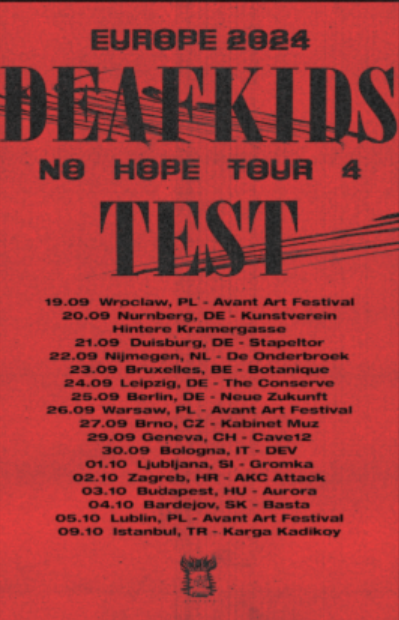 EUROPE 2024
DEAFKIDS
NO HOPE TOUR 4
TEST
19.09 Wroclaw, PL - Avant Art Festival
20.09 Nurnberg, DE - Kunstverein
Hintere Kramergasse
21.09 Duisburg, DE - Stapeltor
22.09 Nijmegen, NL - De Onderbroek
23.09 Bruxelles, BE - Botanique
24.09 Leipzig, DE - The Conserve
25.09 Berlin, DE - Neue Zukunft
26.09 Warsaw, PL - Avant Art Festival
27.09 Brno, CZ - Kabinet Muz
29.09 Geneva, CH - Cave12
30.09 Bologna, IT - DEV
01.10 Ljubljana, SI - Gromka
02.10 Zagreb, HR - AKC Attack
03.10 Budapest, HU - Aurora
04.10 Bardejov, SK - Basta
05.10 Lublin, PL - Avant Art Festival
09.10 Istanbul, TR - Karga Kadikoy